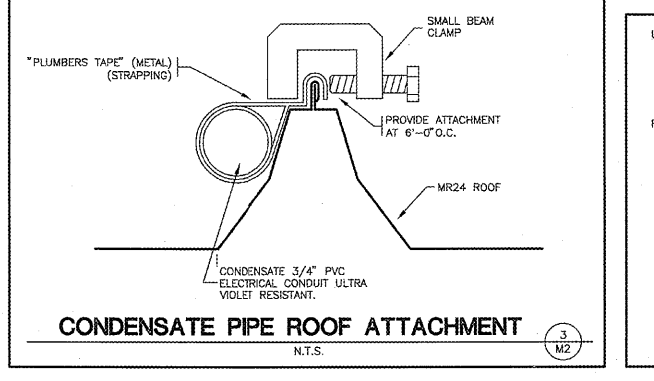 SMALL BEAM
CLAMP
"PLUMBERS TAPE" (METAL)
(STRAPPING)
PROVIDE ATTACHMENT
AT 6'-0" O.C.
MR24 ROOF
CONDENSATE 3/4" PVC
ELECTRICAL CONDUIT ULTRA
VIOLET RESISTANT.
CONDENSATE PIPE ROOF ATTACHMENT
N.T.S.
3
M2